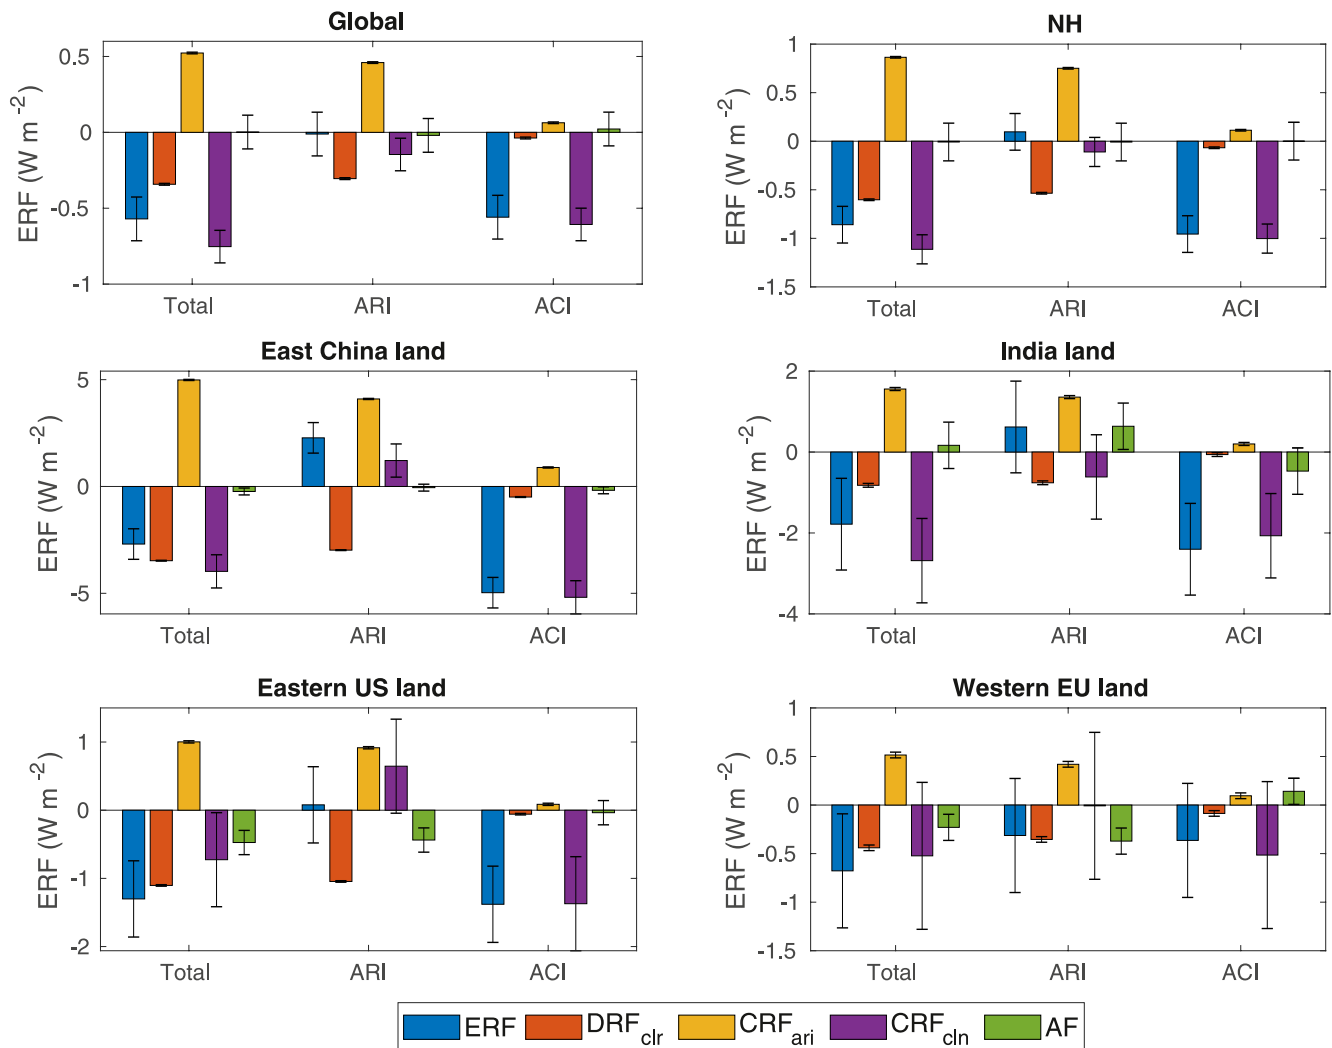 Global
ERF (W m⁻²)
0.5
0
-0.5
-1
Total ARI ACI
NH
ERF (W m⁻²)
1
0.5
0
-0.5
-1
-1.5
Total ARI ACI
East China land
ERF (W m⁻²)
5
0
-5
Total ARI ACI
India land
ERF (W m⁻²)
2
0
-2
-4
Total ARI ACI
Eastern US land
ERF (W m⁻²)
1
0
-1
-2
Total ARI ACI
Western EU land
ERF (W m⁻²)
1
0.5
0
-0.5
-1
-1.5
Total ARI ACI
ERF DRF_clr CRF_ari CRF_cln AF